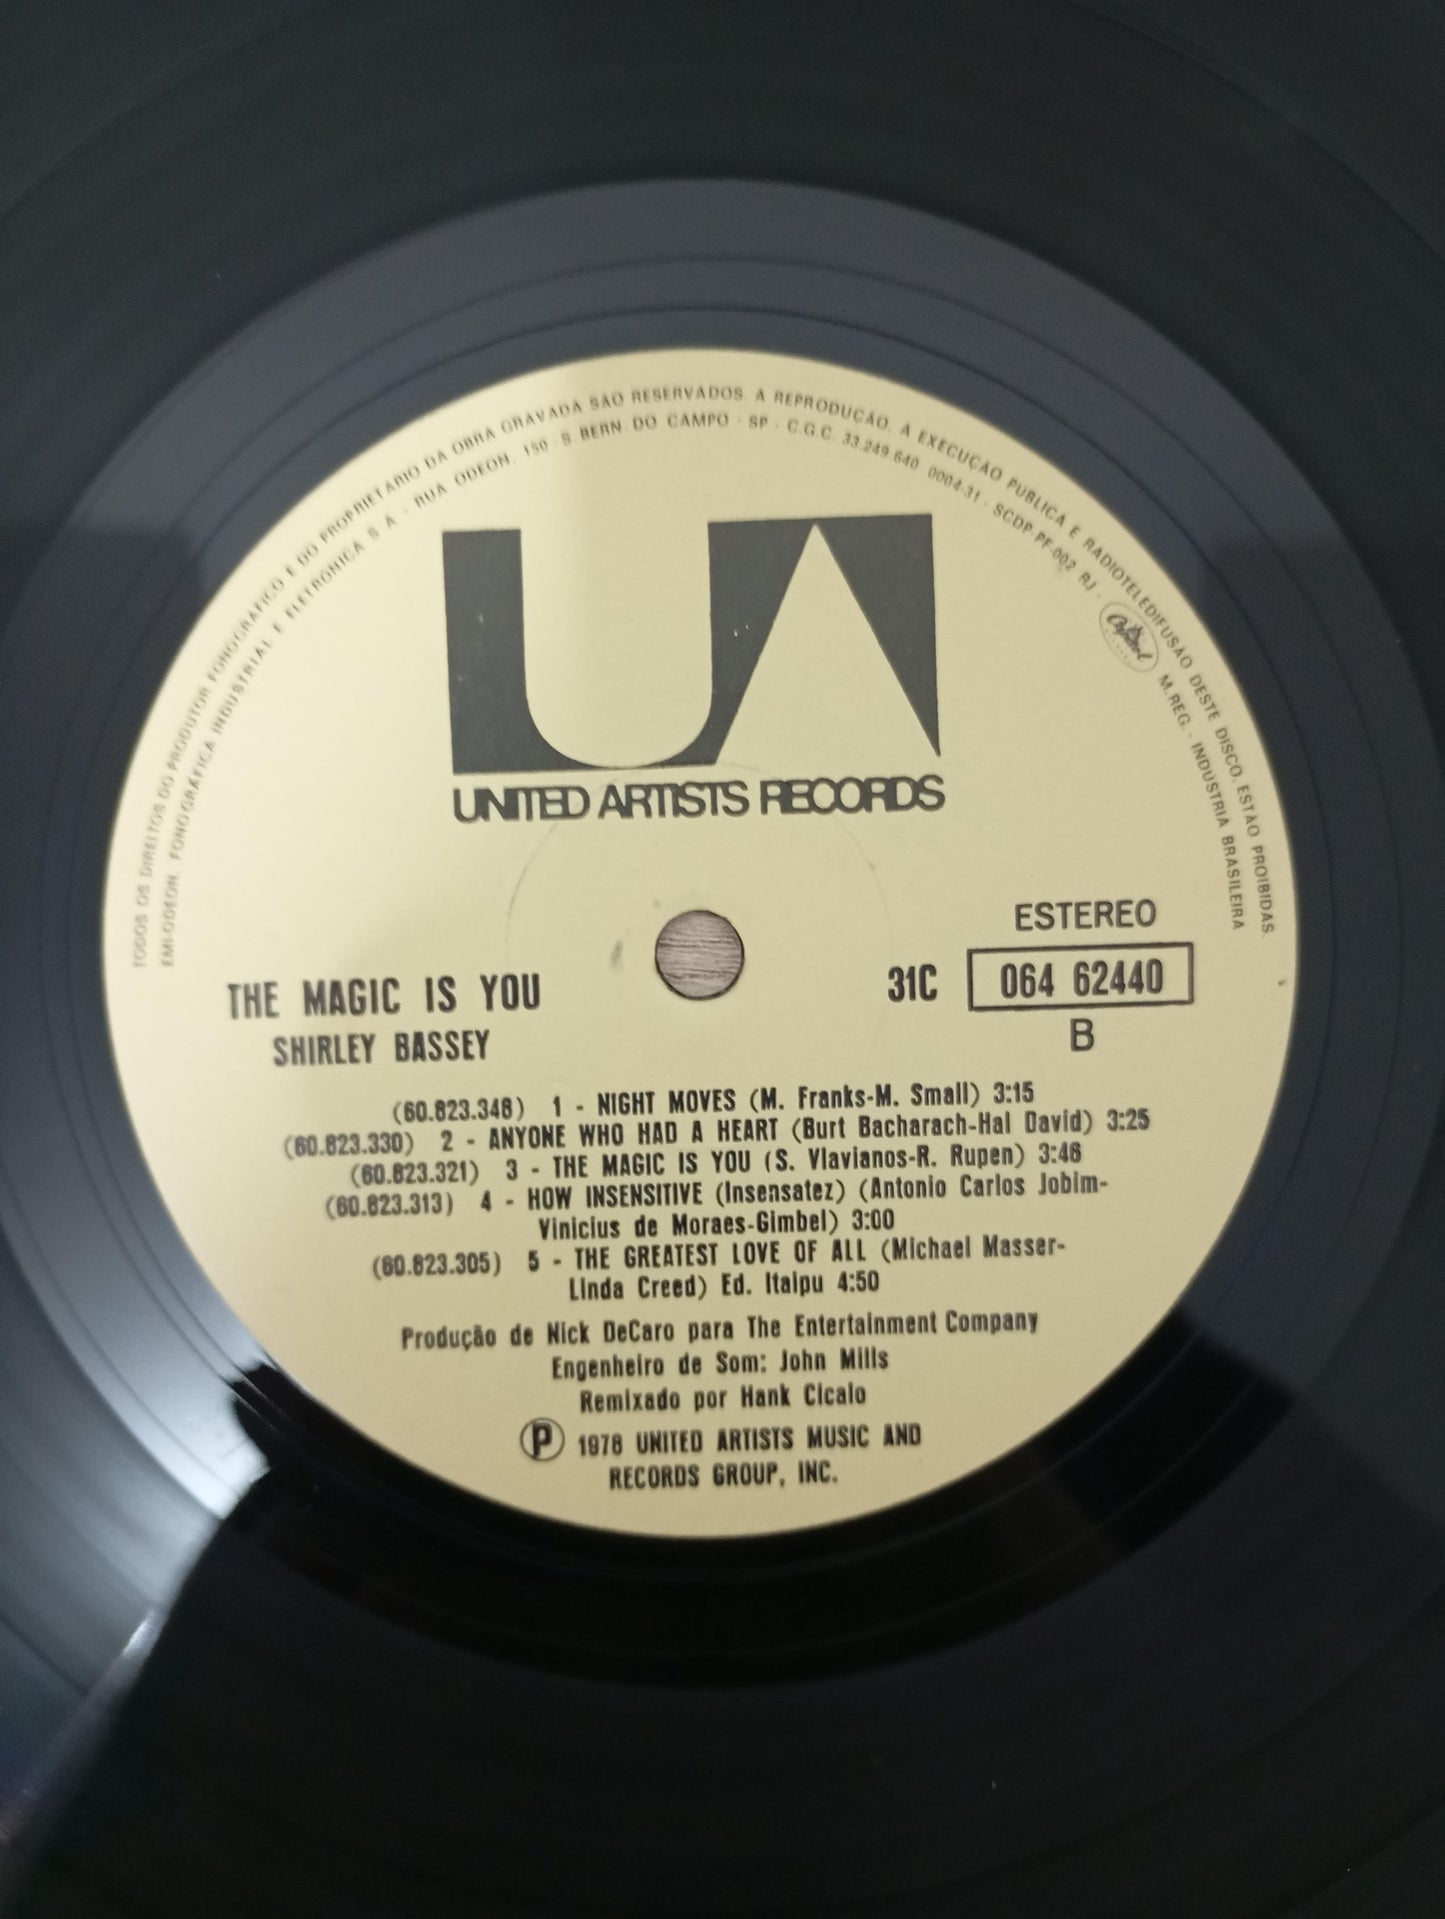 TODOS OS DIREITOS DO PRODUTOR FONOGRÁFICO E DO PROPRIETÁRIO DA OBRA GRAVADA SÃO RESERVADOS. A REPRODUÇÃO. A EXECUÇÃO PUBLICA E RADIOTELEDIFUSÃO DESTE DISCO. ESTÃO PROIBIDAS.
EMI-ODEON. FONOGRÁFICA INDUSTRIAL E ELETRONICA S A - RUA ODEON. 150 - S BERN. DO CAMPO - SP - C.G.C. 33.249.640 0004-31 - SCDP-PF-002 RJ - Capitol M. REG. - INDUSTRIA BRASILEIRA
UA
UNITED ARTISTS RECORDS
ESTEREO
31C 064 62440
B
THE MAGIC IS YOU
SHIRLEY BASSEY
(60.823.348) 1 - NIGHT MOVES (M. Franks-M. Small) 3:15
(60.823.330) 2 - ANYONE WHO HAD A HEART (Burt Bacharach-Hal David) 3:25
(60.823.321) 3 - THE MAGIC IS YOU (S. Vlavianos-R. Rupen) 3:46
(60.823.313) 4 - HOW INSENSITIVE (Insensatez) (Antonio Carlos Jobim-
Vinicius de Moraes-Gimbel) 3:00
(60.823.305) 5 - THE GREATEST LOVE OF ALL (Michael Masser-
Linda Creed) Ed. Itaipu 4:50
Produção de Nick DeCaro para The Entertainment Company
Engenheiro de Som: John Mills
Remixado por Hank Cicalo
Ⓟ 1978 UNITED ARTISTS MUSIC AND
RECORDS GROUP, INC.